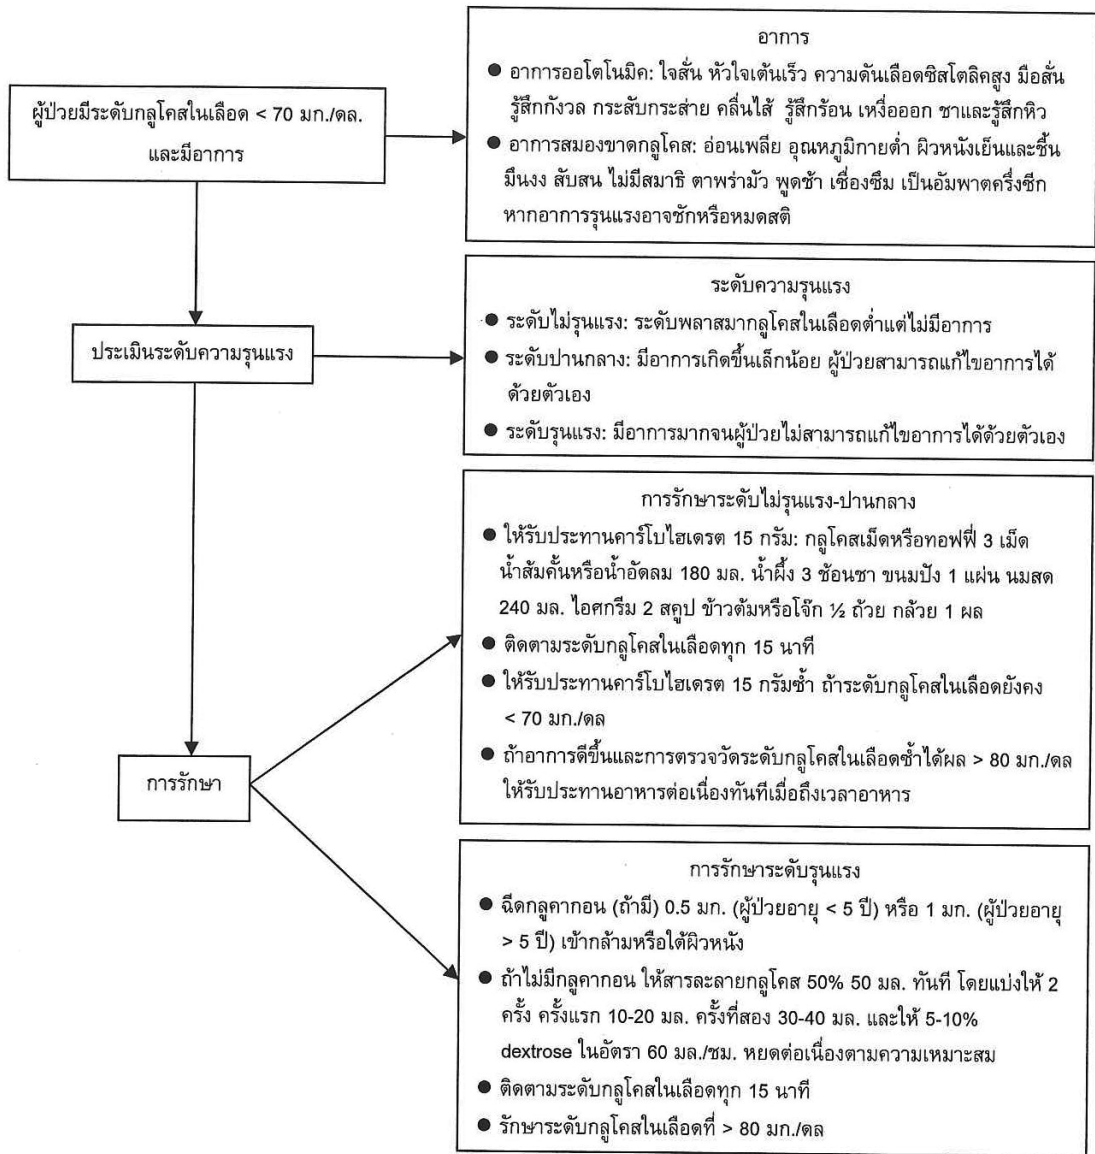 ผู้ป่วยมีระดับกลูโคสในเลือด < 70 มก./ดล.
และมีอาการ
อาการ
● อาการออโตโนมิค: ใจสั่น หัวใจเต้นเร็ว ความดันเลือดซิสโตลิคสูง มือสั่น
รู้สึกกังวล กระสับกระส่าย คลื่นไส้ รู้สึกร้อน เหงื่อออก ชาและรู้สึกหิว
● อาการสมองขาดกลูโคส: อ่อนเพลีย อุณหภูมิกายต่ำ ผิวหนังเย็นและชื้น
มึนงง สับสน ไม่มีสมาธิ ตาพร่ามัว พูดช้า เชื่องซึม เป็นอัมพาตครึ่งซีก
หากอาการรุนแรงอาจชักหรือหมดสติ
ประเมินระดับความรุนแรง
ระดับความรุนแรง
● ระดับไม่รุนแรง: ระดับพลาสมากลูโคสในเลือดต่ำแต่ไม่มีอาการ
● ระดับปานกลาง: มีอาการเกิดขึ้นเล็กน้อย ผู้ป่วยสามารถแก้ไขอาการได้
ด้วยตัวเอง
● ระดับรุนแรง: มีอาการมากจนผู้ป่วยไม่สามารถแก้ไขอาการได้ด้วยตัวเอง
การรักษา
การรักษาระดับไม่รุนแรง-ปานกลาง
● ให้รับประทานคาร์โบไฮเดรต 15 กรัม: กลูโคสเม็ดหรือทอฟฟี่ 3 เม็ด
น้ำส้มคั้นหรือน้ำอัดลม 180 มล. น้ำผึ้ง 3 ช้อนชา ขนมปัง 1 แผ่น นมสด
240 มล. ไอศกรีม 2 สคูป ข้าวต้มหรือโจ๊ก ½ ถ้วย กล้วย 1 ผล
● ติดตามระดับกลูโคสในเลือดทุก 15 นาที
● ให้รับประทานคาร์โบไฮเดรต 15 กรัมซ้ำ ถ้าระดับกลูโคสในเลือดยังคง
< 70 มก./ดล
● ถ้าอาการดีขึ้นและการตรวจวัดระดับกลูโคสในเลือดซ้ำได้ผล > 80 มก./ดล
ให้รับประทานอาหารต่อเนื่องทันทีเมื่อถึงเวลาอาหาร
การรักษาระดับรุนแรง
● ฉีดกลูคากอน (ถ้ามี) 0.5 มก. (ผู้ป่วยอายุ < 5 ปี) หรือ 1 มก. (ผู้ป่วยอายุ
> 5 ปี) เข้ากล้ามหรือใต้ผิวหนัง
● ถ้าไม่มีกลูคากอน ให้สารละลายกลูโคส 50% 50 มล. ทันที โดยแบ่งให้ 2
ครั้ง ครั้งแรก 10-20 มล. ครั้งที่สอง 30-40 มล. และให้ 5-10%
dextrose ในอัตรา 60 มล./ชม. หยดต่อเนื่องตามความเหมาะสม
● ติดตามระดับกลูโคสในเลือดทุก 15 นาที
● รักษาระดับกลูโคสในเลือดที่ > 80 มก./ดล